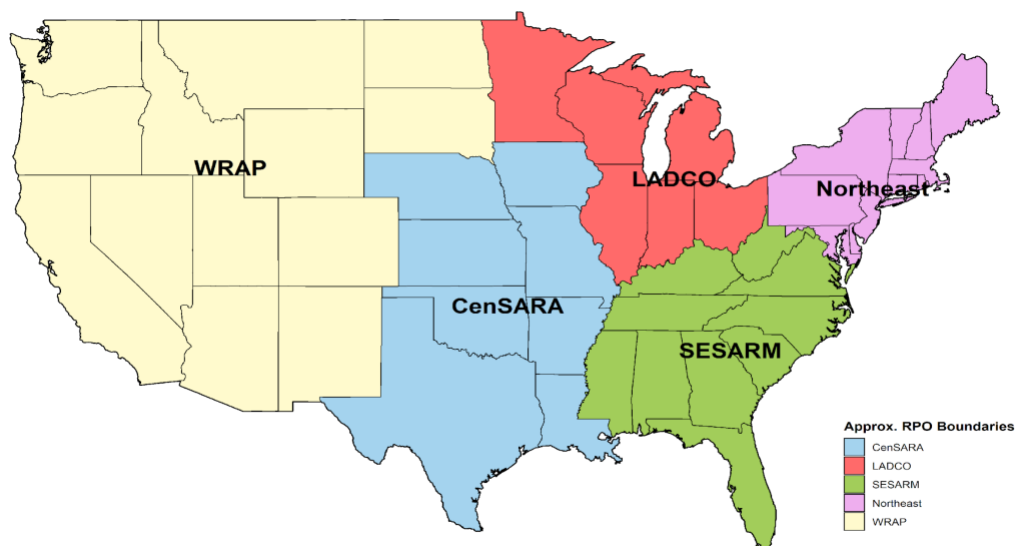 WRAP
LADCO
Northeast
CenSARA
SESARM
Approx. RPO Boundaries
CenSARA
LADCO
SESARM
Northeast
WRAP